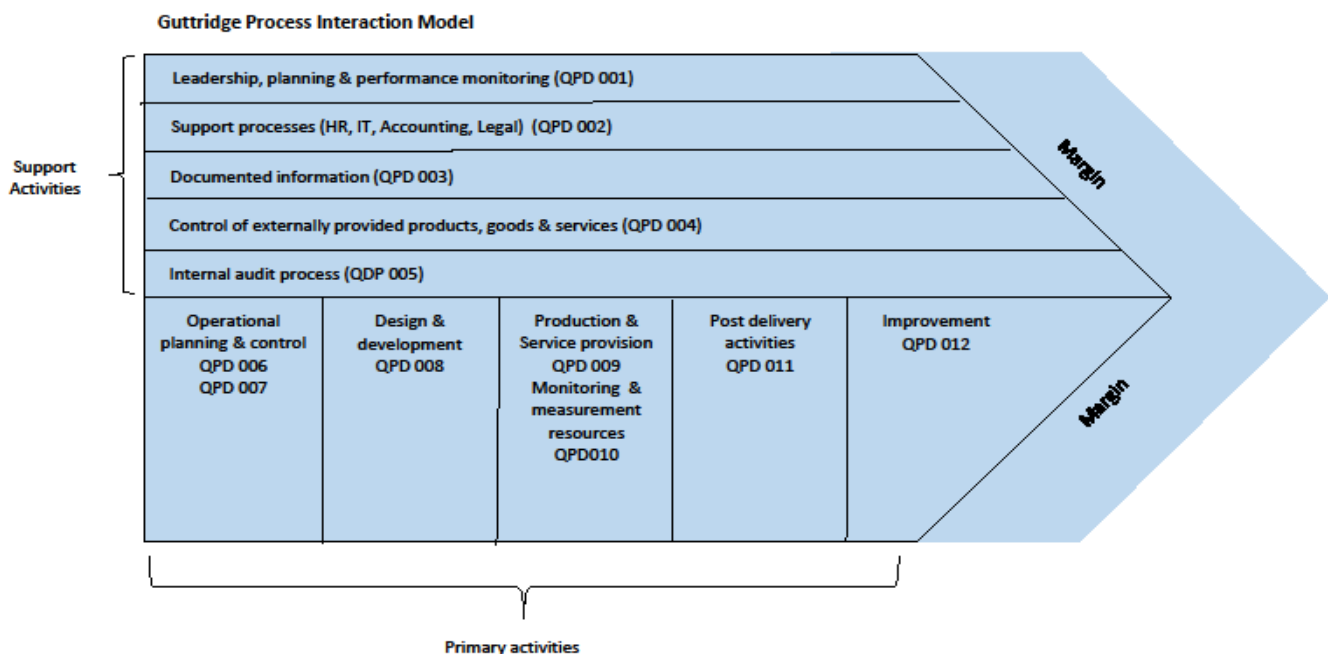 Guttridge Process Interaction Model
Leadership, planning & performance monitoring (QPD 001)
Support processes (HR, IT, Accounting, Legal) (QPD 002)
Support
Activities
Documented information (QPD 003)
Control of externally provided products, goods & services (QPD 004)
Internal audit process (QDP 005)
Margin
Operational
planning & control
QPD 006
QPD 007
Design &
development
QPD 008
Production &
Service provision
QPD 009
Monitoring &
measurement
resources
QPD010
Post delivery
activities
QPD 011
Improvement
QPD 012
Margin
Primary activities